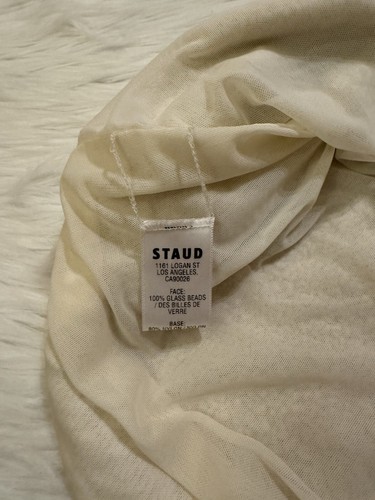 STAUD
1161 LOGAN ST
LOS ANGELES,
CA90026
FACE:
100% GLASS BEADS
/ DES BILLES DE
VERRE
BASE: